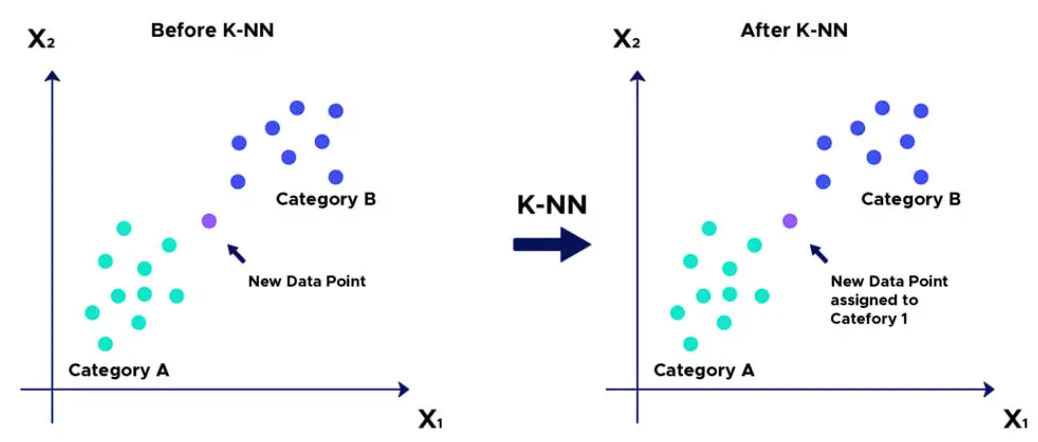 Before K-NN
X₂
Category B
New Data Point
Category A
X₁
K-NN
After K-NN
X₂
Category B
New Data Point
assigned to
Catefory 1
Category A
X₁